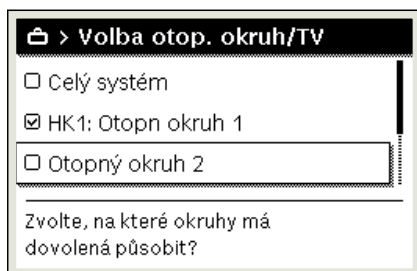 > Volba otop. okruh/TV
Celý systém
HK1: Otopn okruh 1
Otopný okruh 2
Zvolte, na které okruhy má
dovolená působit?